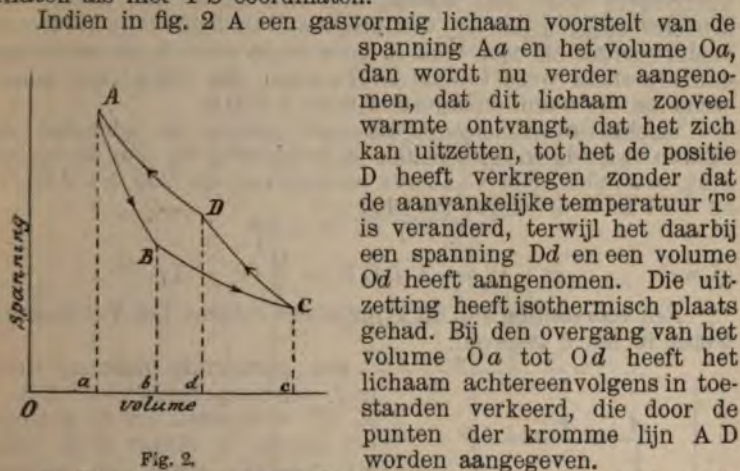 Indien in fig. 2 A een gasvormig lichaam voorstelt van de
spanning Aa en het volume Oa,
dan wordt nu verder aangeno-
men, dat dit lichaam zooveel
warmte ontvangt, dat het zich
kan uitzetten, tot het de positie
D heeft verkregen zonder dat
de aanvankelijke temperatuur T°
is veranderd, terwijl het daarbij
een spanning Dd en een volume
Od heeft aangenomen. Die uit-
zetting heeft isothermisch plaats
gehad. Bij den overgang van het
volume Oa tot Od heeft het
lichaam achtereenvolgens in toe-
standen verkeerd, die door de
punten der kromme lijn A D
worden aangegeven.
A
D
B
C
spanning
a b d c
O volume
Fig. 2.